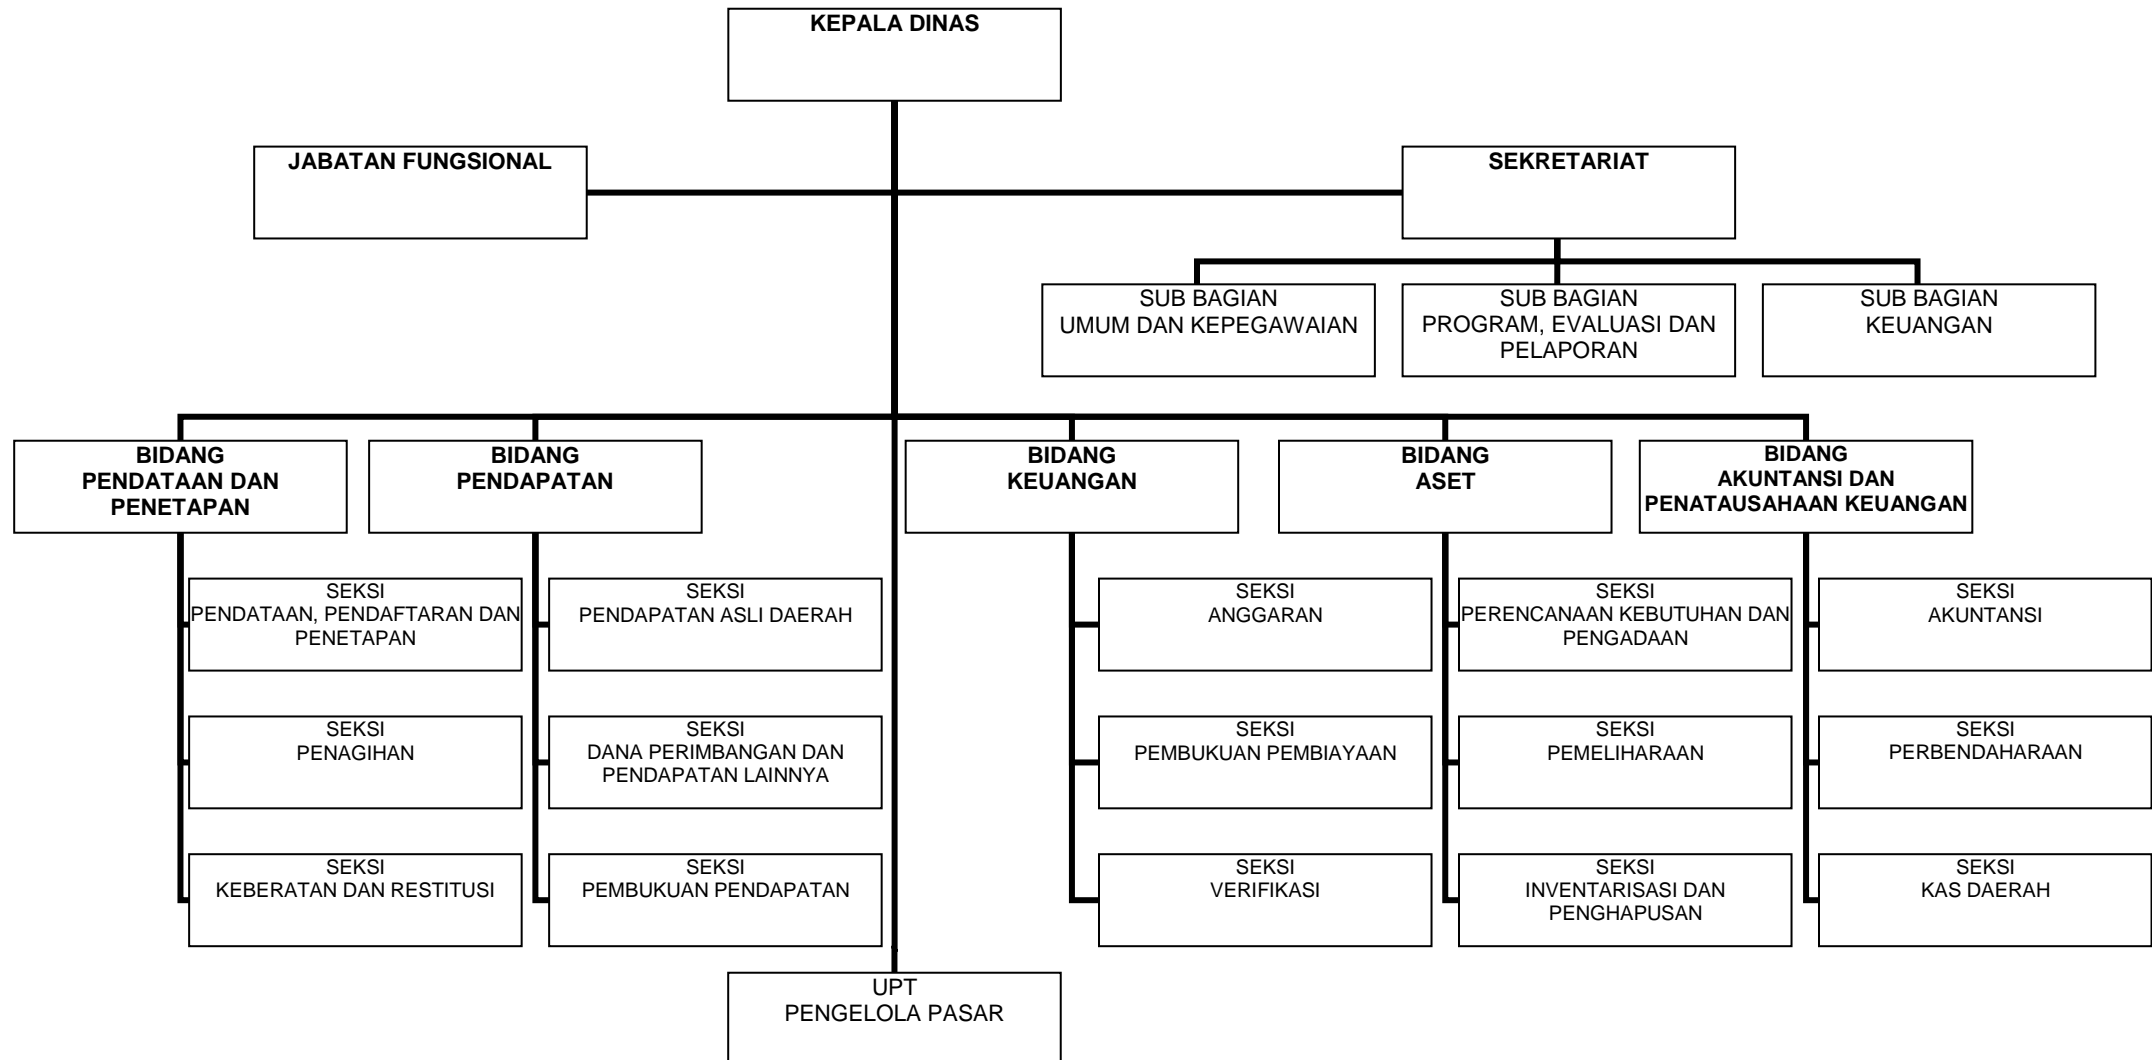 KEPALA DINAS
JABATAN FUNGSIONAL
SEKRETARIAT
SUB BAGIAN
UMUM DAN KEPEGAWAIAN
SUB BAGIAN
PROGRAM, EVALUASI DAN
PELAPORAN
SUB BAGIAN
KEUANGAN
BIDANG
PENDATAAN DAN
PENETAPAN
BIDANG
PENDAPATAN
BIDANG
KEUANGAN
BIDANG
ASET
BIDANG
AKUNTANSI DAN
PENATAUSAHAAN KEUANGAN
SEKSI
PENDATAAN, PENDAFTARAN DAN
PENETAPAN
SEKSI
PENDAPATAN ASLI DAERAH
SEKSI
ANGGARAN
SEKSI
PERENCANAAN KEBUTUHAN DAN
PENGADAAN
SEKSI
AKUNTANSI
SEKSI
PENAGIHAN
SEKSI
DANA PERIMBANGAN DAN
PENDAPATAN LAINNYA
SEKSI
PEMBUKUAN PEMBIAYAAN
SEKSI
PEMELIHARAAN
SEKSI
PERBENDAHARAAN
SEKSI
KEBERATAN DAN RESTITUSI
SEKSI
PEMBUKUAN PENDAPATAN
SEKSI
VERIFIKASI
SEKSI
INVENTARISASI DAN
PENGHAPUSAN
SEKSI
KAS DAERAH
UPT
PENGELOLA PASAR